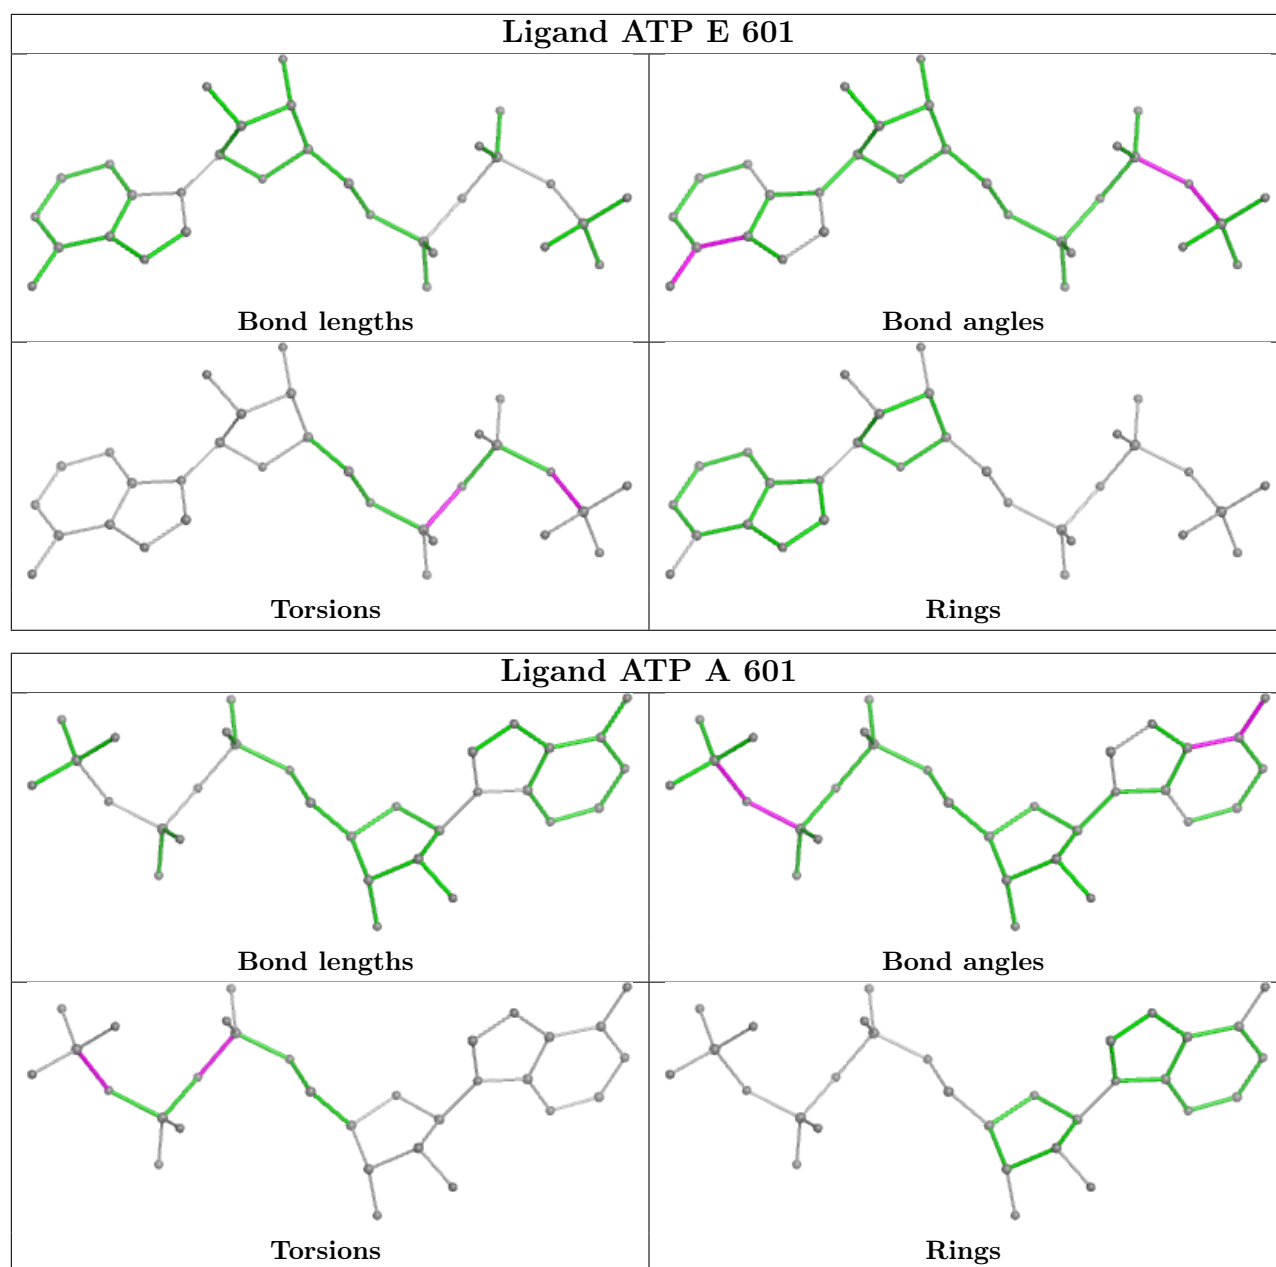 Ligand ATP E 601
Bond lengths
Bond angles
Torsions
Rings
Ligand ATP A 601
Bond lengths
Bond angles
Torsions
Rings